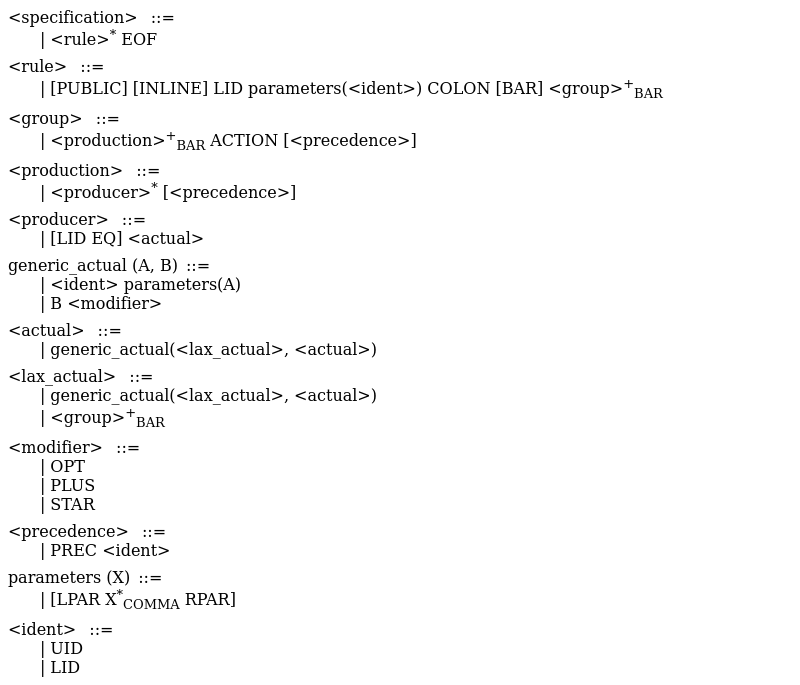 <specification> ::=
| <rule>* EOF
<rule> ::=
| [PUBLIC] [INLINE] LID parameters(<ident>) COLON [BAR] <group>+BAR
<group> ::=
| <production>+BAR ACTION [<precedence>]
<production> ::=
| <producer>* [<precedence>]
<producer> ::=
| [LID EQ] <actual>
generic_actual (A, B) ::=
| <ident> parameters(A)
| B <modifier>
<actual> ::=
| generic_actual(<lax_actual>, <actual>)
<lax_actual> ::=
| generic_actual(<lax_actual>, <actual>)
| <group>+BAR
<modifier> ::=
| OPT
| PLUS
| STAR
<precedence> ::=
| PREC <ident>
parameters (X) ::=
| [LPAR X*COMMA RPAR]
<ident> ::=
| UID
| LID